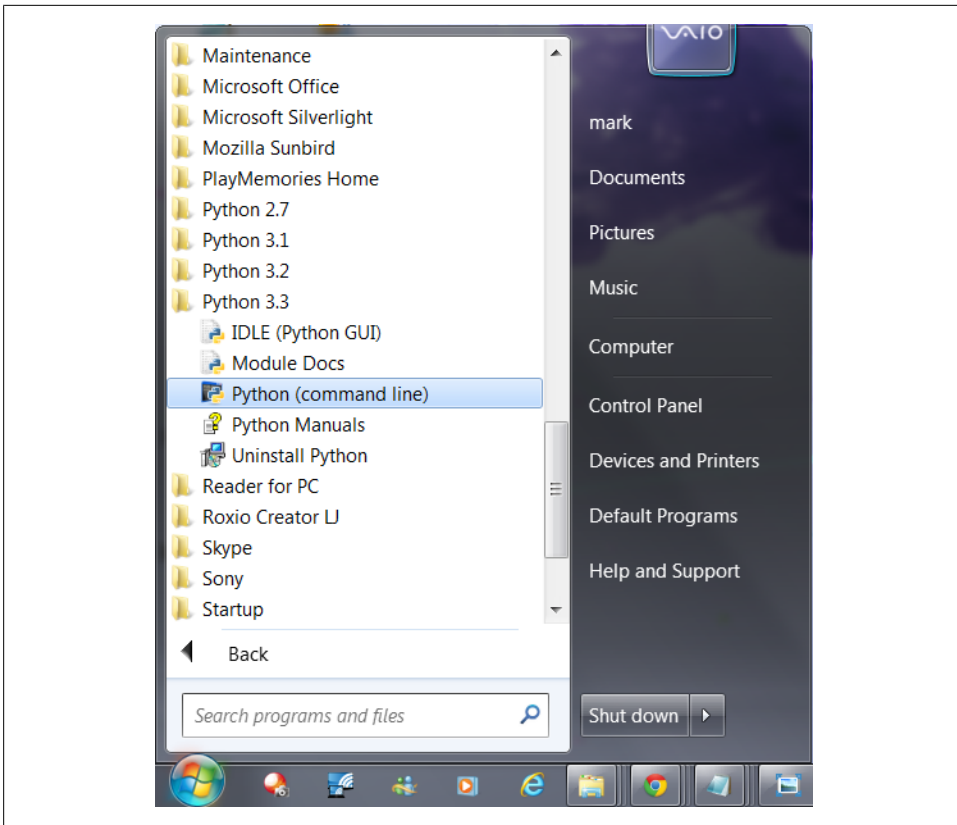 Maintenance
Microsoft Office
Microsoft Silverlight
Mozilla Sunbird
PlayMemories Home
Python 2.7
Python 3.1
Python 3.2
Python 3.3
IDLE (Python GUI)
Module Docs
Python (command line)
Python Manuals
Uninstall Python
Reader for PC
Roxio Creator LJ
Skype
Sony
Startup
Back
Search programs and files
VAIO
mark
Documents
Pictures
Music
Computer
Control Panel
Devices and Printers
Default Programs
Help and Support
Shut down